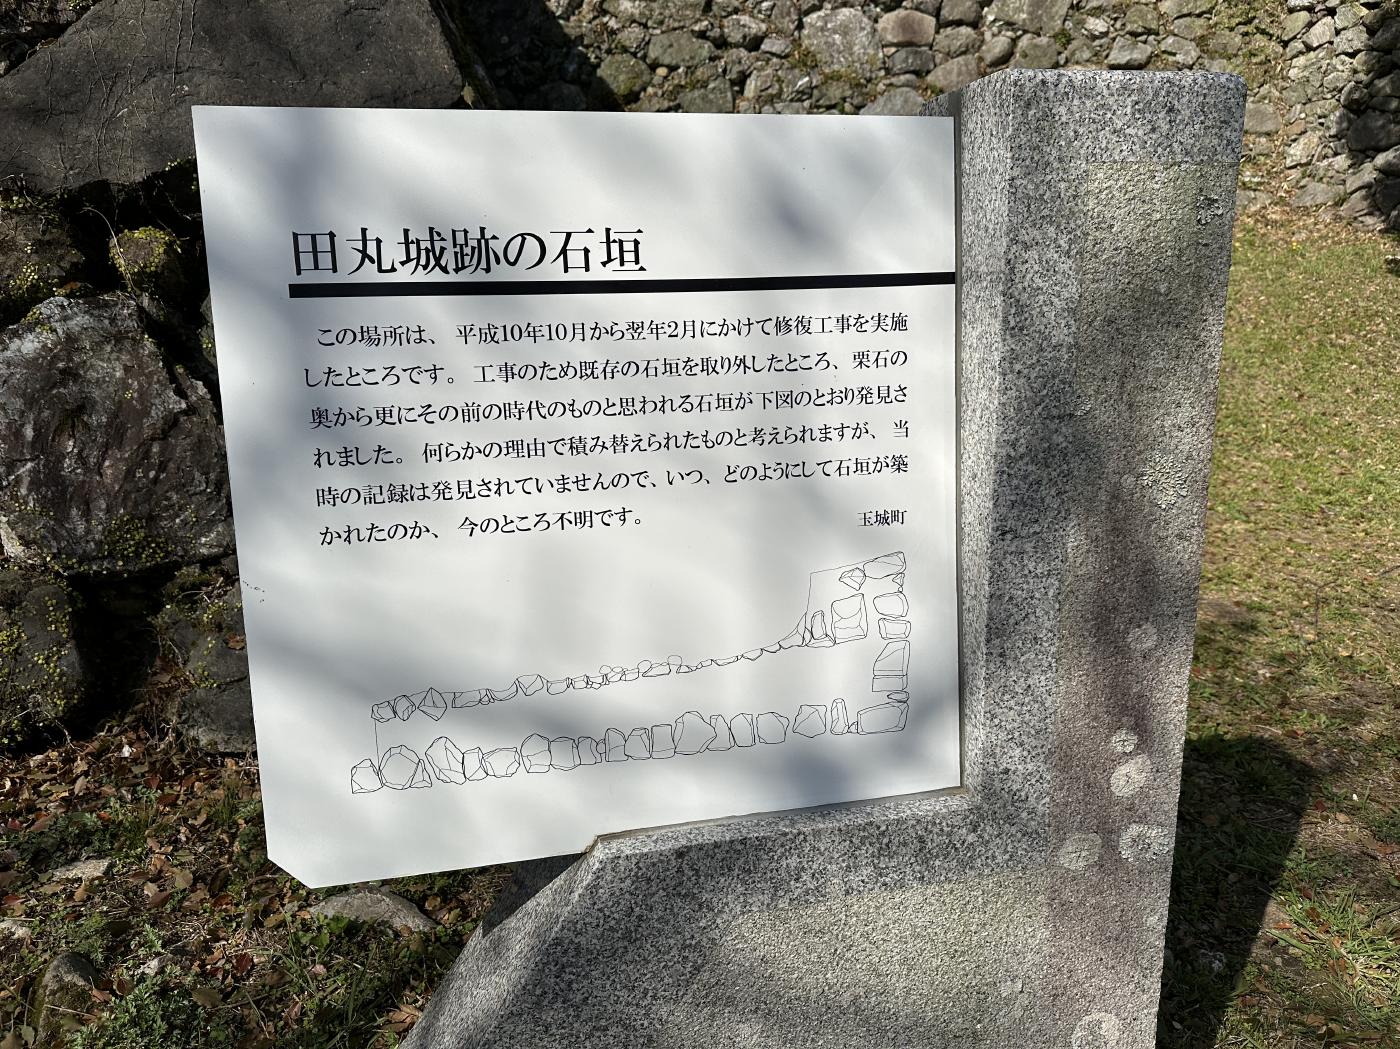 田丸城跡の石垣
この場所は、平成10年10月から翌年2月にかけて修復工事を実施
したところです。工事のため既存の石垣を取り外したところ、栗石の
奥から更にその前の時代のものと思われる石垣が下図のとおり発見さ
れました。何らかの理由で積み替えられたものと考えられますが、当
時の記録は発見されていませんので、いつ、どのようにして石垣が築
かれたのか、今のところ不明です。
玉城町